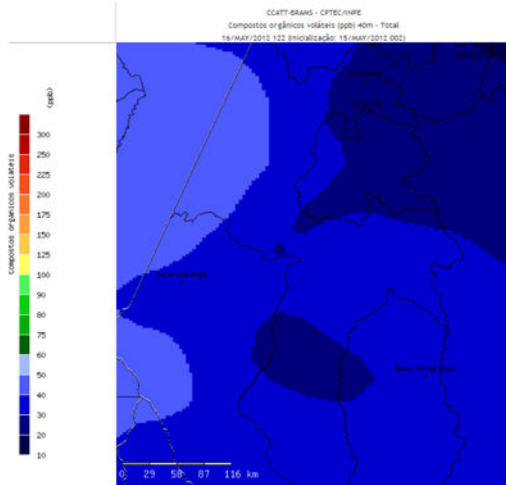 CCATT-BRAMS - CPTEC/INPE
Compostos orgânicos voláteis (ppb) 40m - Total
16/MAY/2012 12Z (Inicialização: 15/MAY/2012 00Z)
(ppb)
Compostos orgânicos voláteis
300
250
225
200
175
150
125
100
90
80
75
60
50
40
30
20
10
0 29 58 87 116 km